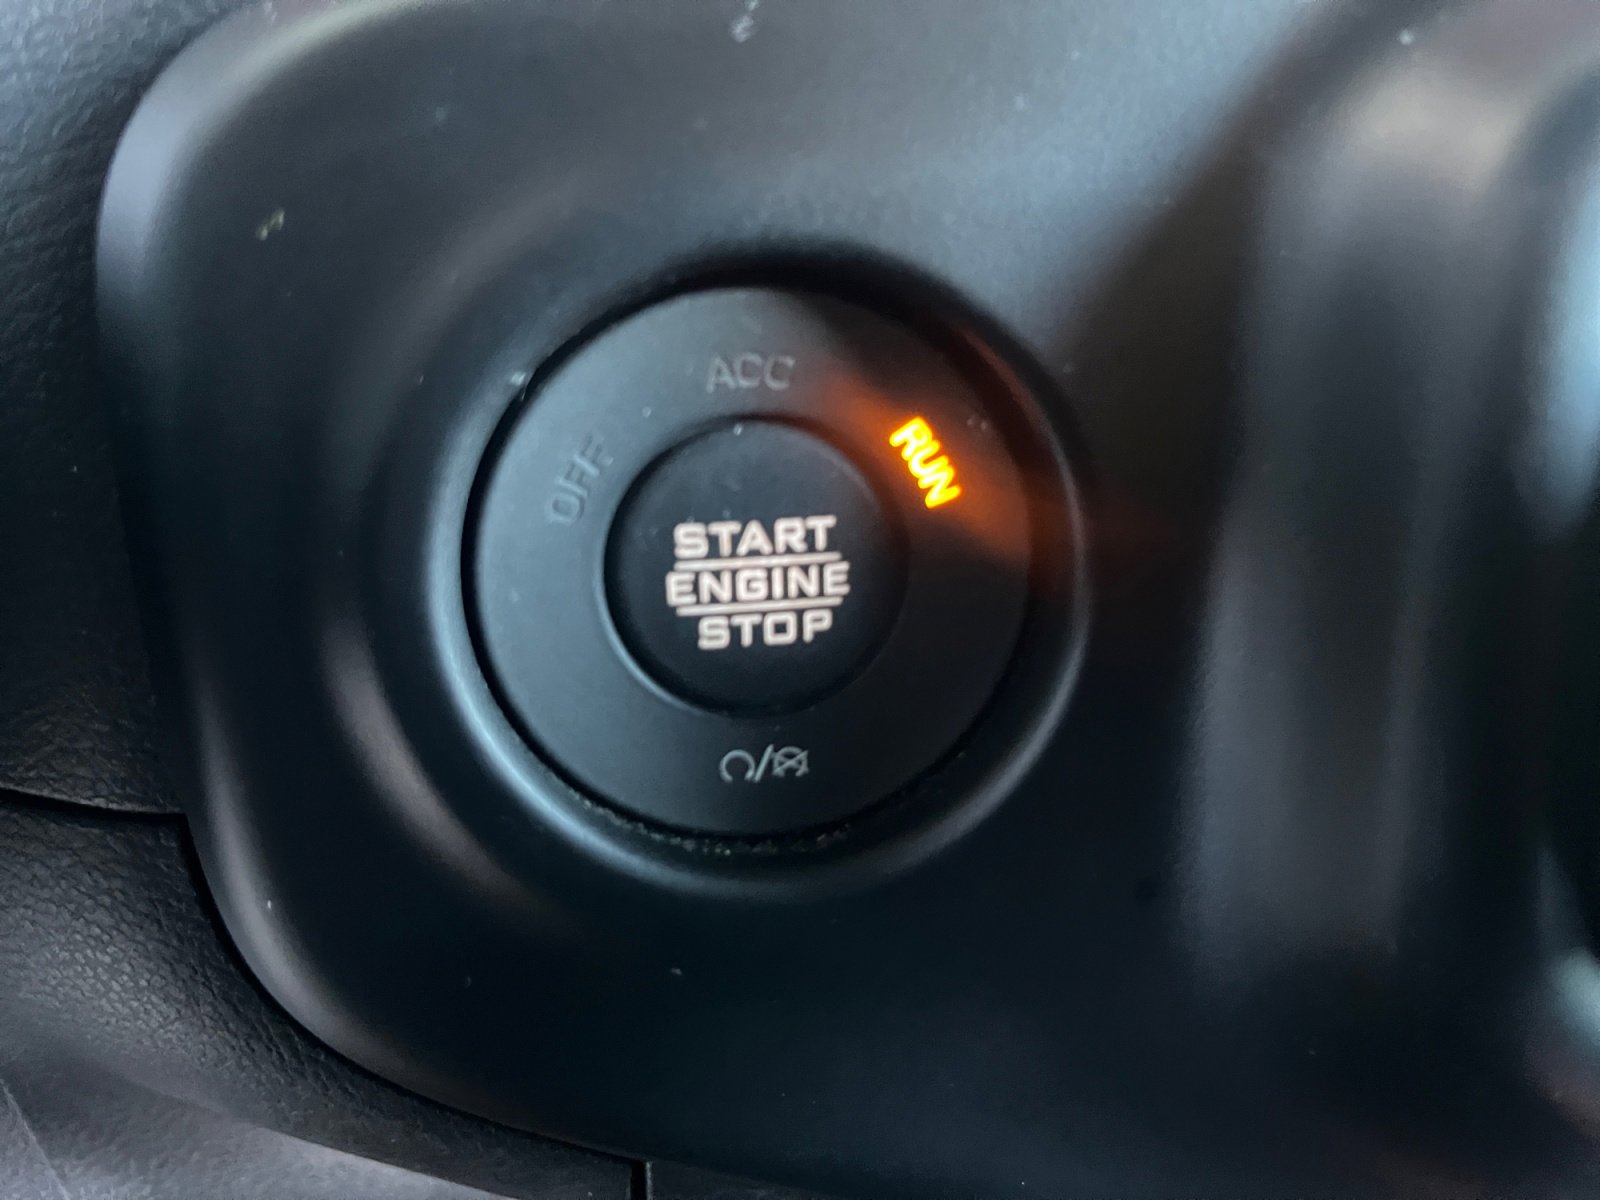 ACC
OFF
RUN
START
ENGINE
STOP